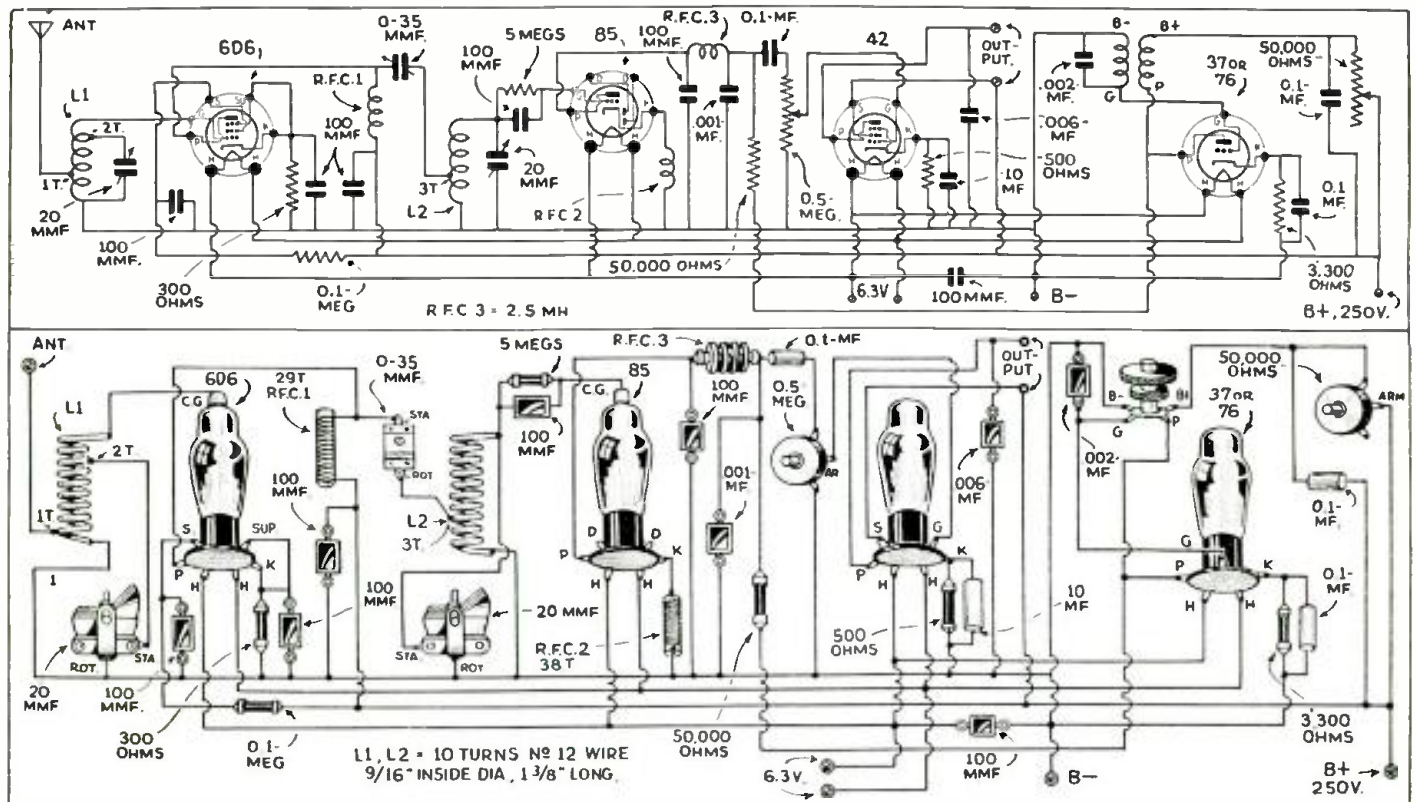 ANT
6D6
0-35
MMF.
R.F.C.1
100
MMF.
5 MEGS
85
100
MMF.
R.F.C.3
0.1-MF.
42
OUT-
PUT.
B-
B+
37 OR
76
50,000
OHMS
0.1-
MF.
L1
2T.
1T.
20
MMF
100
MMF.
300
OHMS
0.1-
MEG
100
MMF
3T
L2
20
MMF
RFC 2
.001-
MF.
50,000 OHMS
0.5-
MEG.
.006
MF
500
OHMS
10
MF
.002-
MF.
G
P
0.1
MF.
3,300
OHMS
6.3V
100 MMF.
B-
B+, 250V.
R F C 3 = 2.5 MH
ANT
L1
2T.
1T.
1
20
MMF
ROT.
STA
6D6
C.G.
S
SUP
P
K
H
H
100
MMF.
300
OHMS
0.1-
MEG
29T
R.F.C.1
100
MMF
0-35
MMF.
STA
ROT
L2
3T.
100
MMF
STA.
ROT
20 MMF
5 MEGS
100
MMF
85
C.G.
D
D
P
K
H
H
R.F.C.2
38 T
R.F.C.3
0.1-MF
100
MMF
0.5
MEG.
AR
.001-
MF.
50,000
OHMS
S
G
P
K
H
H
500
OHMS
10
MF
.006-
MF
OUT-
PUT
.002-
MF
B-
B+
G
P
37 OR
76
G
P
K
H
H
50,000
OHMS
ARM
0.1-
MF.
0.1-
MF
3,300
OHMS
L1, L2 = 10 TURNS Nº 12 WIRE
9/16" INSIDE DIA, 1 3/8" LONG.
6.3V.
100
MMF
B-
B+
250V.